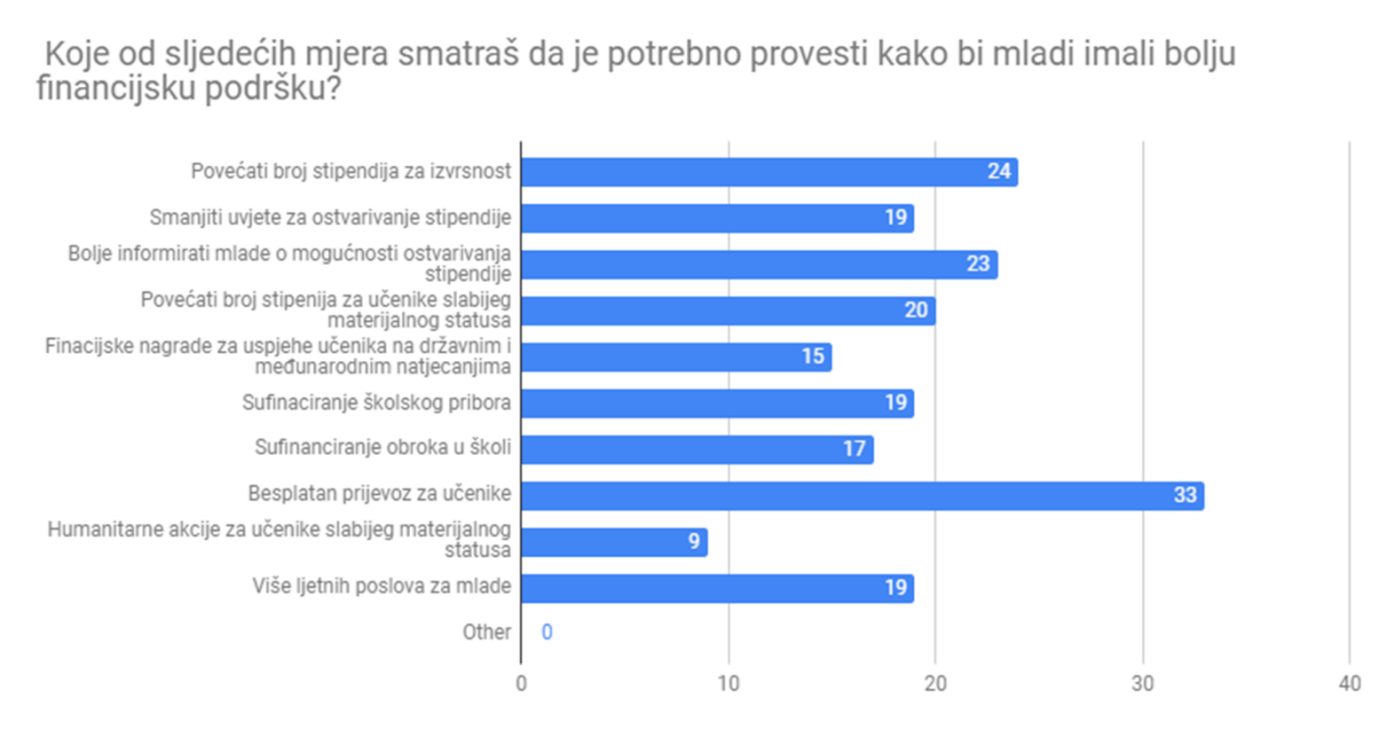 Koje od sljedećih mjera smatraš da je potrebno provesti kako bi mladi imali bolju
financijsku podršku?
Povećati broj stipendija za izvrsnost
24
Smanjiti uvjete za ostvarivanje stipendije
19
Bolje informirati mlade o mogućnosti ostvarivanja
stipendije
23
Povećati broj stipenija za učenike slabijeg
materijalnog statusa
20
Finacijske nagrade za uspjehe učenika na državnim i
međunarodnim natjecanjima
15
Sufinaciranje školskog pribora
19
Sufinanciranje obroka u školi
17
Besplatan prijevoz za učenike
33
Humanitarne akcije za učenike slabijeg materijalnog
statusa
9
Više ljetnih poslova za mlade
19
Other
0
0 10 20 30 40